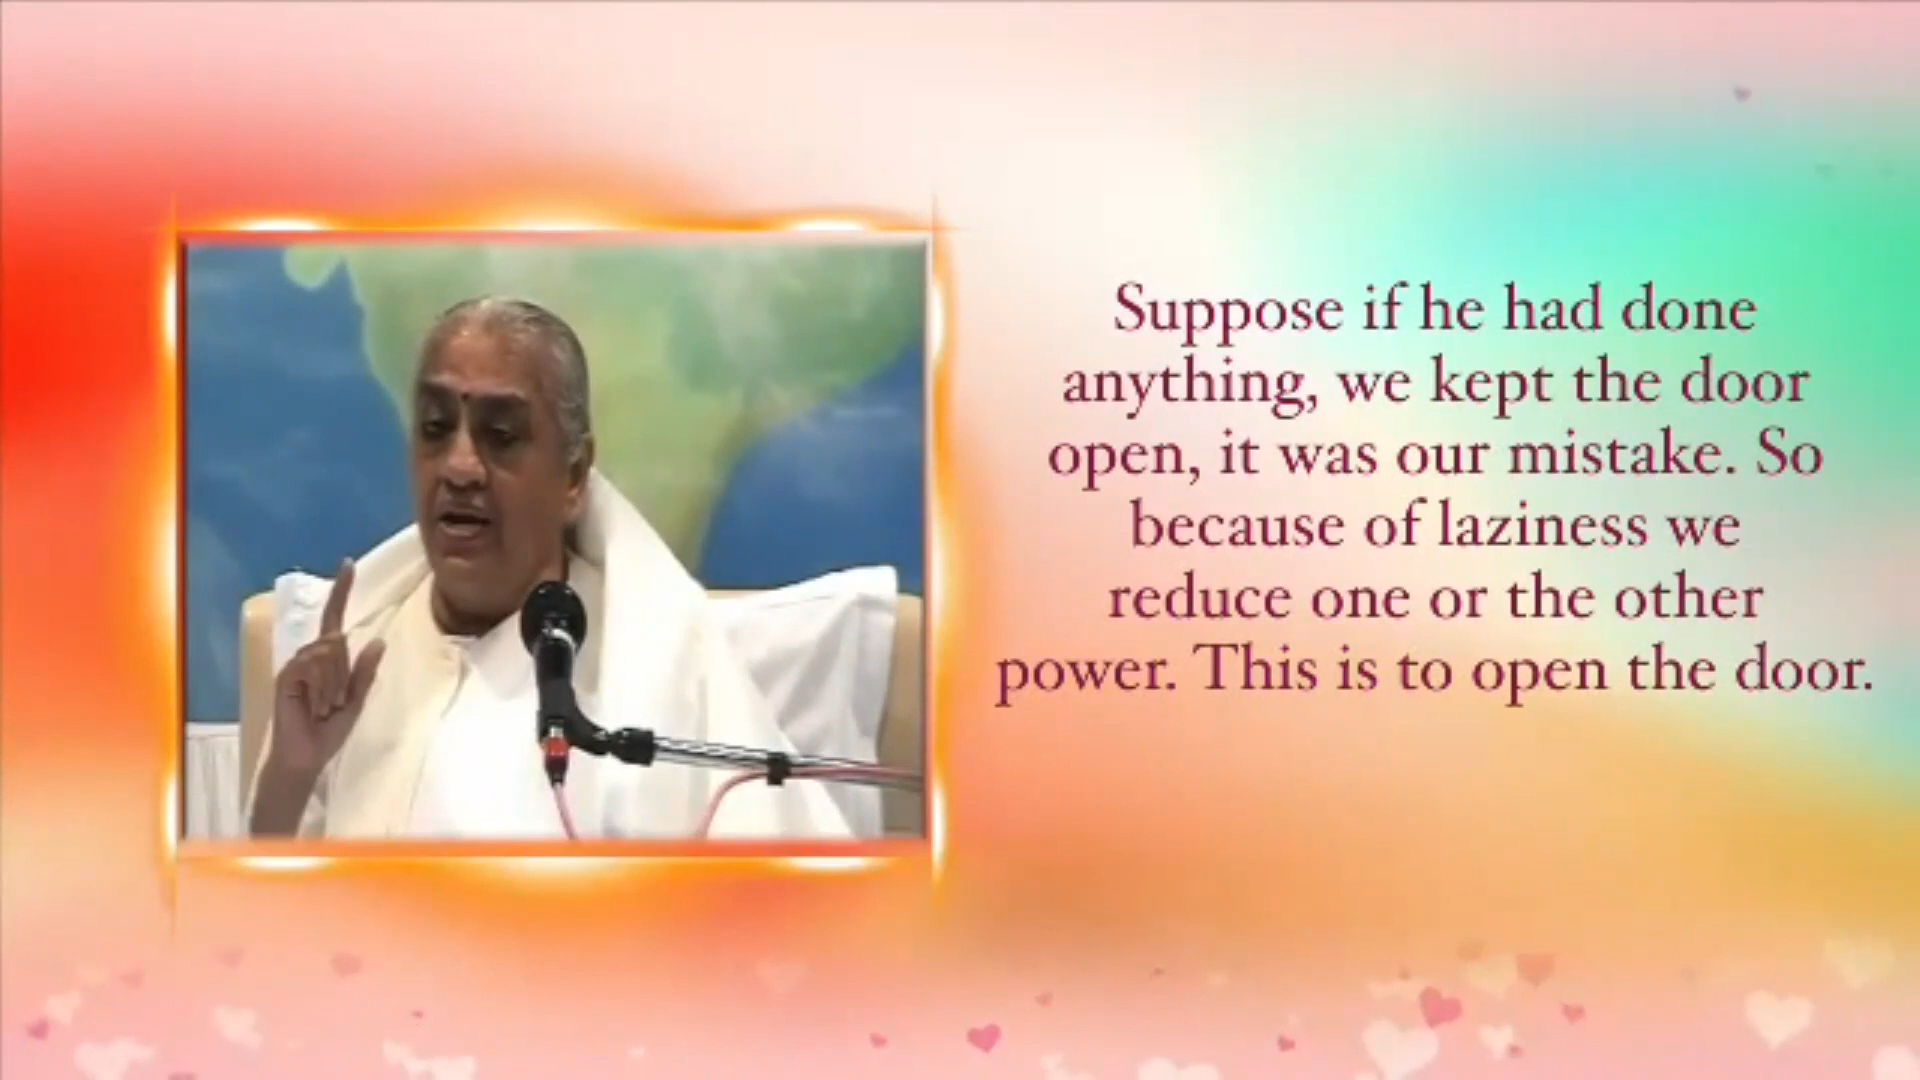 Suppose if he had done
anything, we kept the door
open, it was our mistake. So
because of laziness we
reduce one or the other
power. This is to open the door.